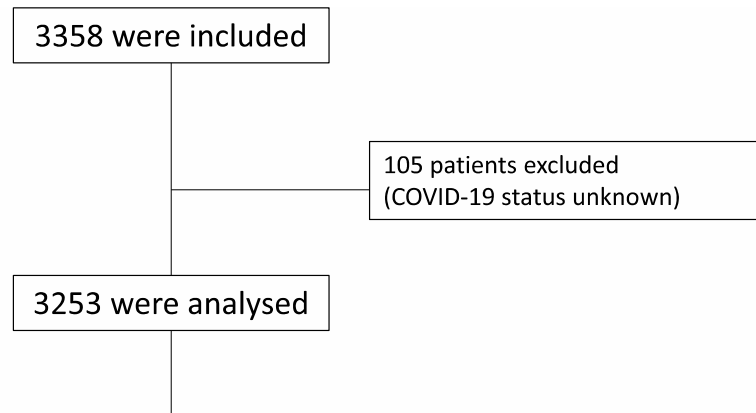 3358 were included
105 patients excluded
(COVID-19 status unknown)
3253 were analysed